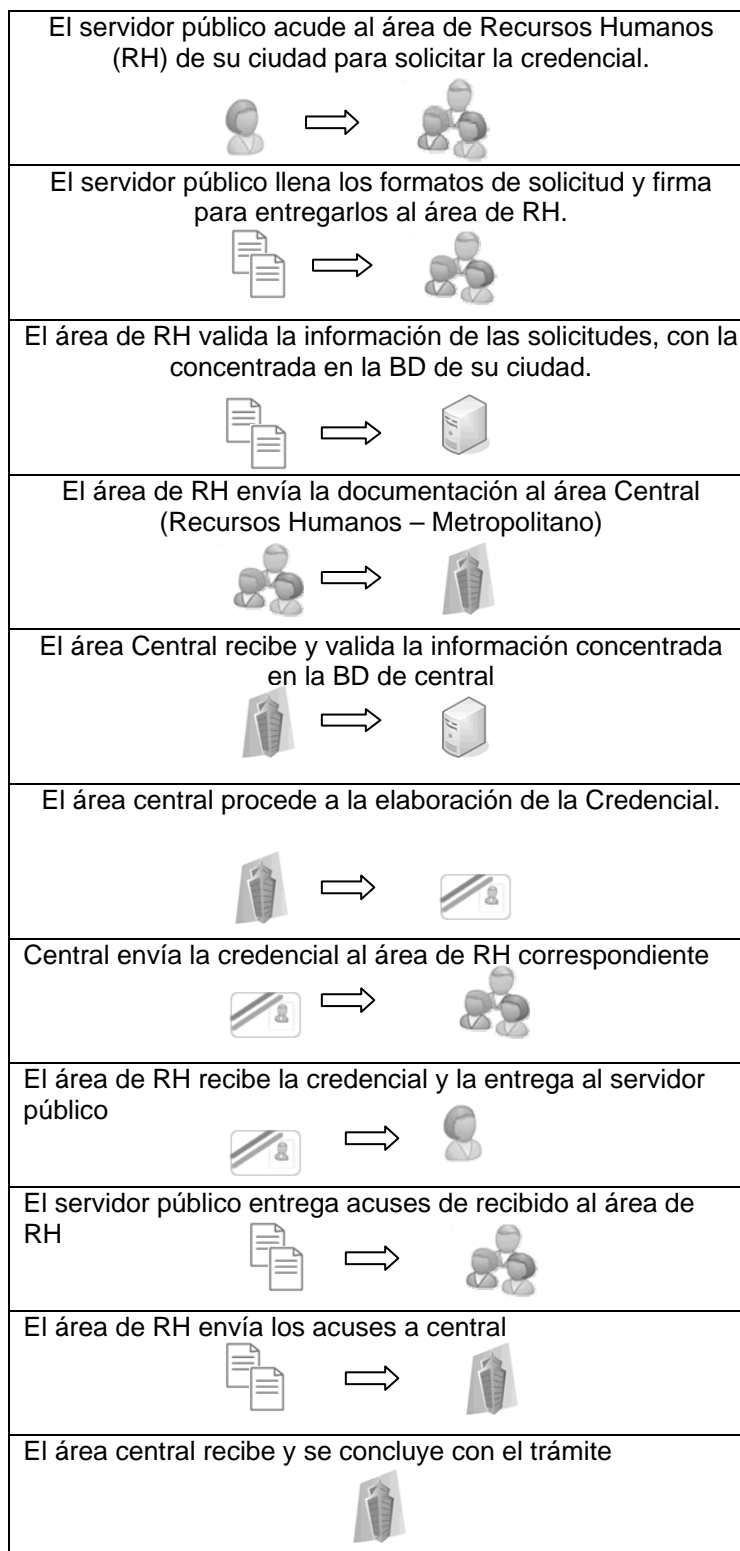 El servidor público acude al área de Recursos Humanos
(RH) de su ciudad para solicitar la credencial.
El servidor público llena los formatos de solicitud y firma
para entregarlos al área de RH.
El área de RH valida la información de las solicitudes, con la
concentrada en la BD de su ciudad.
El área de RH envía la documentación al área Central
(Recursos Humanos – Metropolitano)
El área Central recibe y valida la información concentrada
en la BD de central
El área central procede a la elaboración de la Credencial.
Central envía la credencial al área de RH correspondiente
El área de RH recibe la credencial y la entrega al servidor
público
El servidor público entrega acuses de recibido al área de
RH
El área de RH envía los acuses a central
El área central recibe y se concluye con el trámite